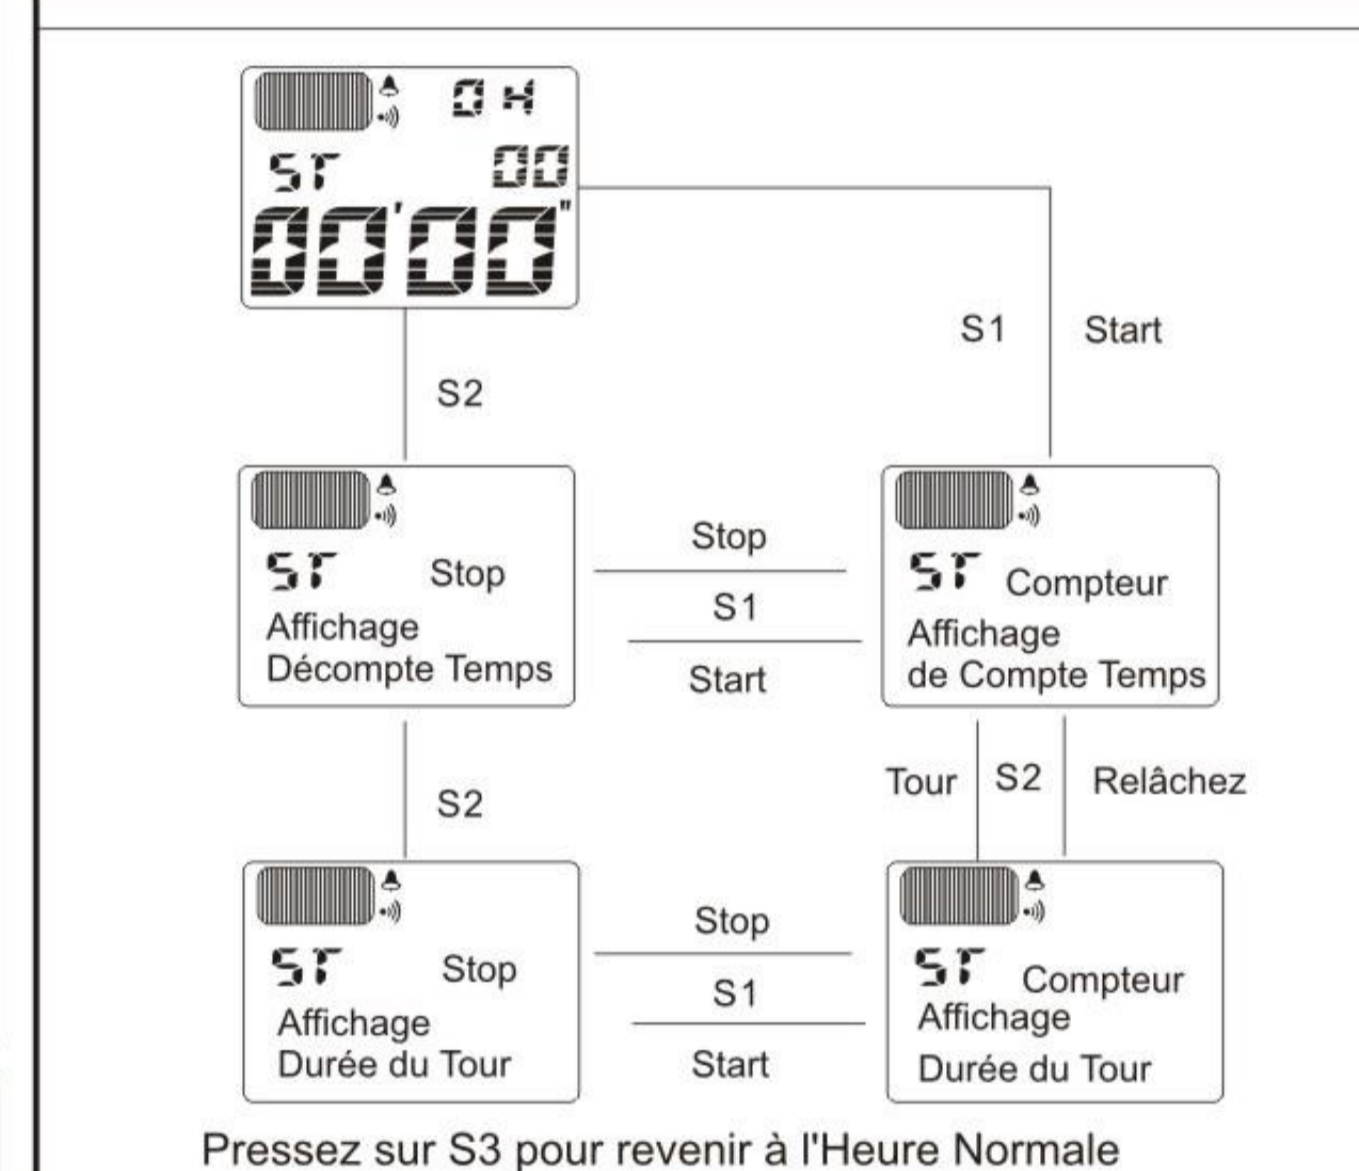 0 H
ST 00
00'00"
S1 Start
S2
Stop
ST Stop
Affichage
Décompte Temps
S1
Start
ST Compteur
Affichage
de Compte Temps
S2
Tour S2 Relâchez
Stop
ST Stop
Affichage
Durée du Tour
S1
Start
ST Compteur
Affichage
Durée du Tour
Pressez sur S3 pour revenir à l'Heure Normale